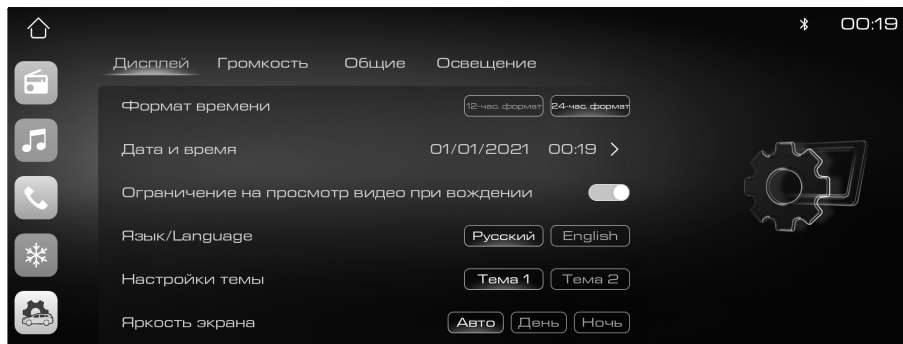 00:19
Дисплей Громкость Общие Освещение
Формат времени 12-час. формат 24-час. формат
Дата и время 01/01/2021 00:19 >
Ограничение на просмотр видео при вождении
Язык/Language Русский English
Настройки темы Тема 1 Тема 2
Яркость экрана Авто День Ночь